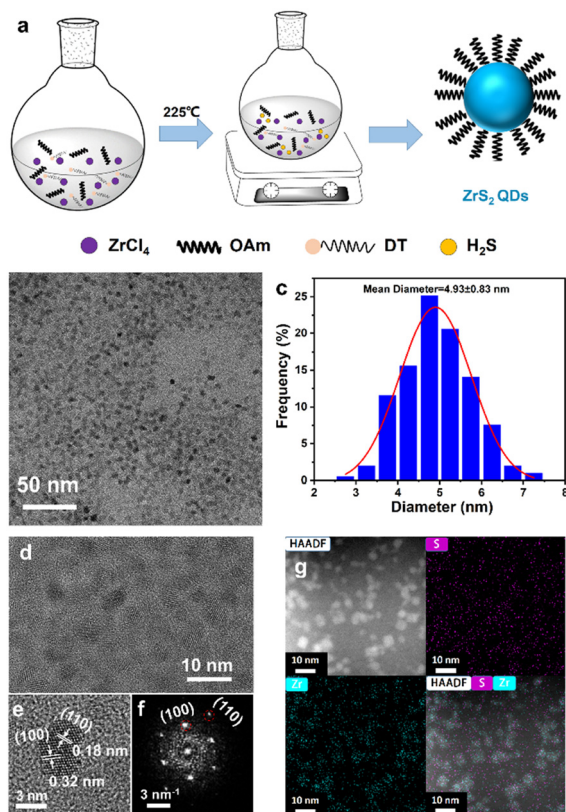 a
225℃
ZrS₂ QDs
ZrCl₄ OAm DT H₂S
50 nm
c
Mean Diameter=4.93±0.83 nm
Frequency (%)
25
20
15
10
5
0
2 3 4 5 6 7 8
Diameter (nm)
d
10 nm
e
(100)
(110)
0.18 nm
0.32 nm
3 nm
f
(100)
(110)
3 nm⁻¹
g
HAADF
10 nm
S
10 nm
Zr
10 nm
HAADF S Zr
10 nm